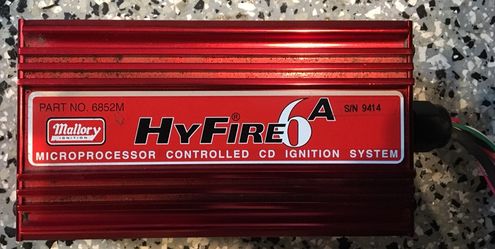 PART NO. 6852M
S/N 9414
Mallory
IGNITION
HYFIRE® 6A
MICROPROCESSOR CONTROLLED CD IGNITION SYSTEM